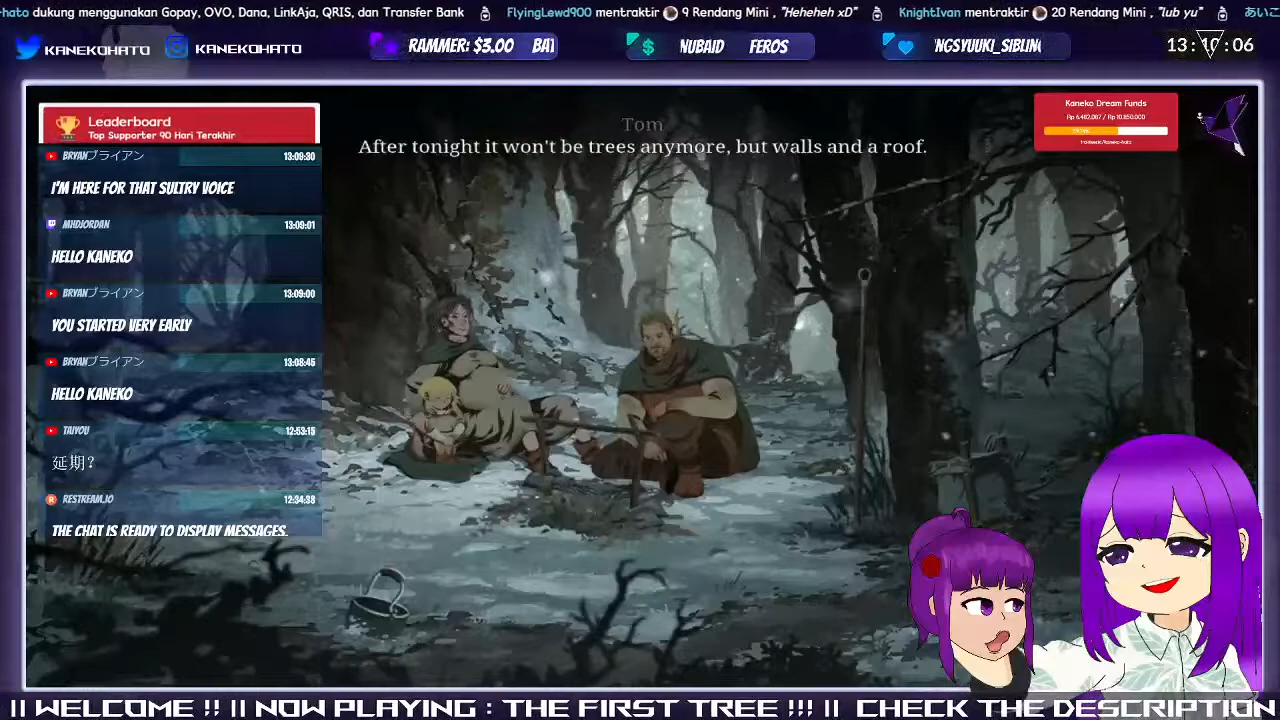 -hato dukung menggunakan Gopay, OVO, Dana, LinkAja, QRIS, dan Transfer Bank
FlyingLewd900 mentraktir 9 Rendang Mini , "Heheheh xD"
KnightIvan mentraktir 20 Rendang Mini , "lub yu"
あいこ
KANEKOHATO
KANEKOHATO
RAMMER: $3.00 BAT
NUBAID FEROS
NGSYUUKI_SIBLIN
13:10:06
Leaderboard
Top Supporter 90 Hari Terakhir
BRYANブライアン 13:09:30
I'M HERE FOR THAT SULTRY VOICE
MHDJORDAN 13:09:01
HELLO KANEKO
BRYANブライアン 13:09:00
YOU STARTED VERY EARLY
BRYANブライアン 13:08:45
HELLO KANEKO
TAIYOU 12:53:15
延期?
RESTREAM.IO 12:34:38
THE CHAT IS READY TO DISPLAY MESSAGES.
Tom
After tonight it won't be trees anymore, but walls and a roof.
Kaneko Dream Funds
|| WELCOME !! || NOW PLAYING : THE FIRST TREE !!! || CHECK THE DESCRIPTION